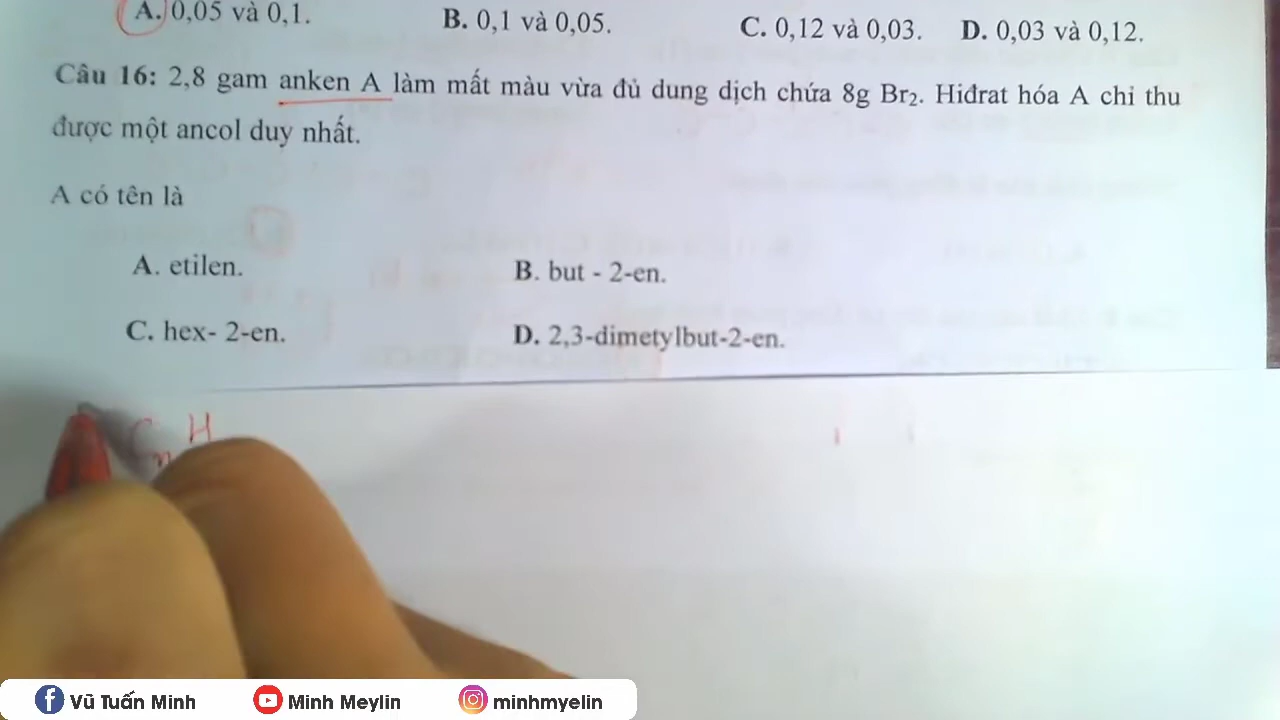 A. 0,05 và 0,1. B. 0,1 và 0,05. C. 0,12 và 0,03. D. 0,03 và 0,12.
Câu 16: 2,8 gam anken A làm mất màu vừa đủ dung dịch chứa 8g Br₂. Hiđrat hóa A chỉ thu
được một ancol duy nhất.
A có tên là
A. etilen. B. but - 2-en.
C. hex- 2-en. D. 2,3-dimetylbut-2-en.
CₙH
Vũ Tuấn Minh Minh Meylin minhmyelin